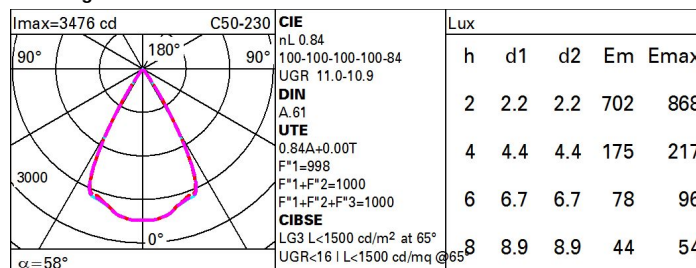 Imax=3476 cd C50-230
90° 180° 90°
3000
0°
α=58°
CIE
nL 0.84
100-100-100-100-84
UGR 11.0-10.9
DIN
A.61
UTE
0.84A+0.00T
F"1=998
F"1+F"2=1000
F"1+F"2+F"3=1000
CIBSE
LG3 L<1500 cd/m² at 65°
UGR<16 | L<1500 cd/mq @65°
Lux
h d1 d2 Em Emax
2 2.2 2.2 702 868
4 4.4 4.4 175 217
6 6.7 6.7 78 96
8 8.9 8.9 44 54